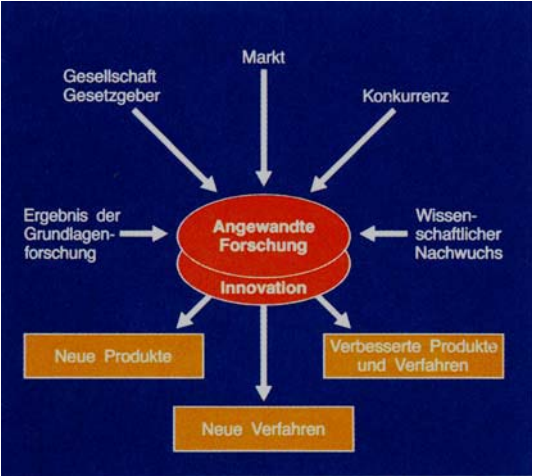 Markt
Gesellschaft
Gesetzgeber
Konkurrenz
Ergebnis der
Grundlagen-
forschung
Angewandte
Forschung
Wissen-
schaftlicher
Nachwuchs
Innovation
Neue Produkte
Verbesserte Produkte
und Verfahren
Neue Verfahren